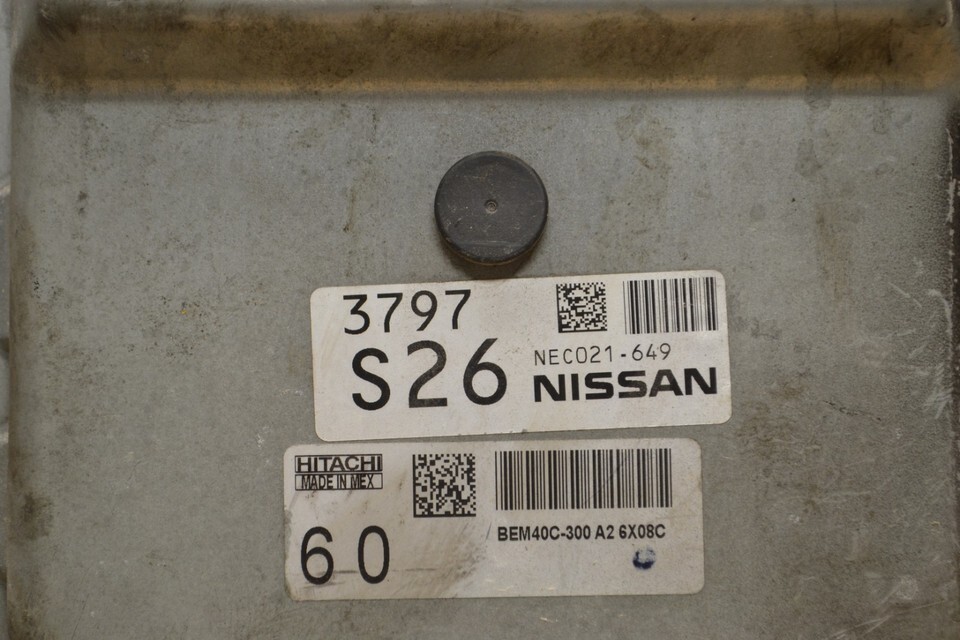 3797
S26
NEC021-649
NISSAN
HITACHI
MADE IN MEX
60
BEM40C-300 A2 6X08C